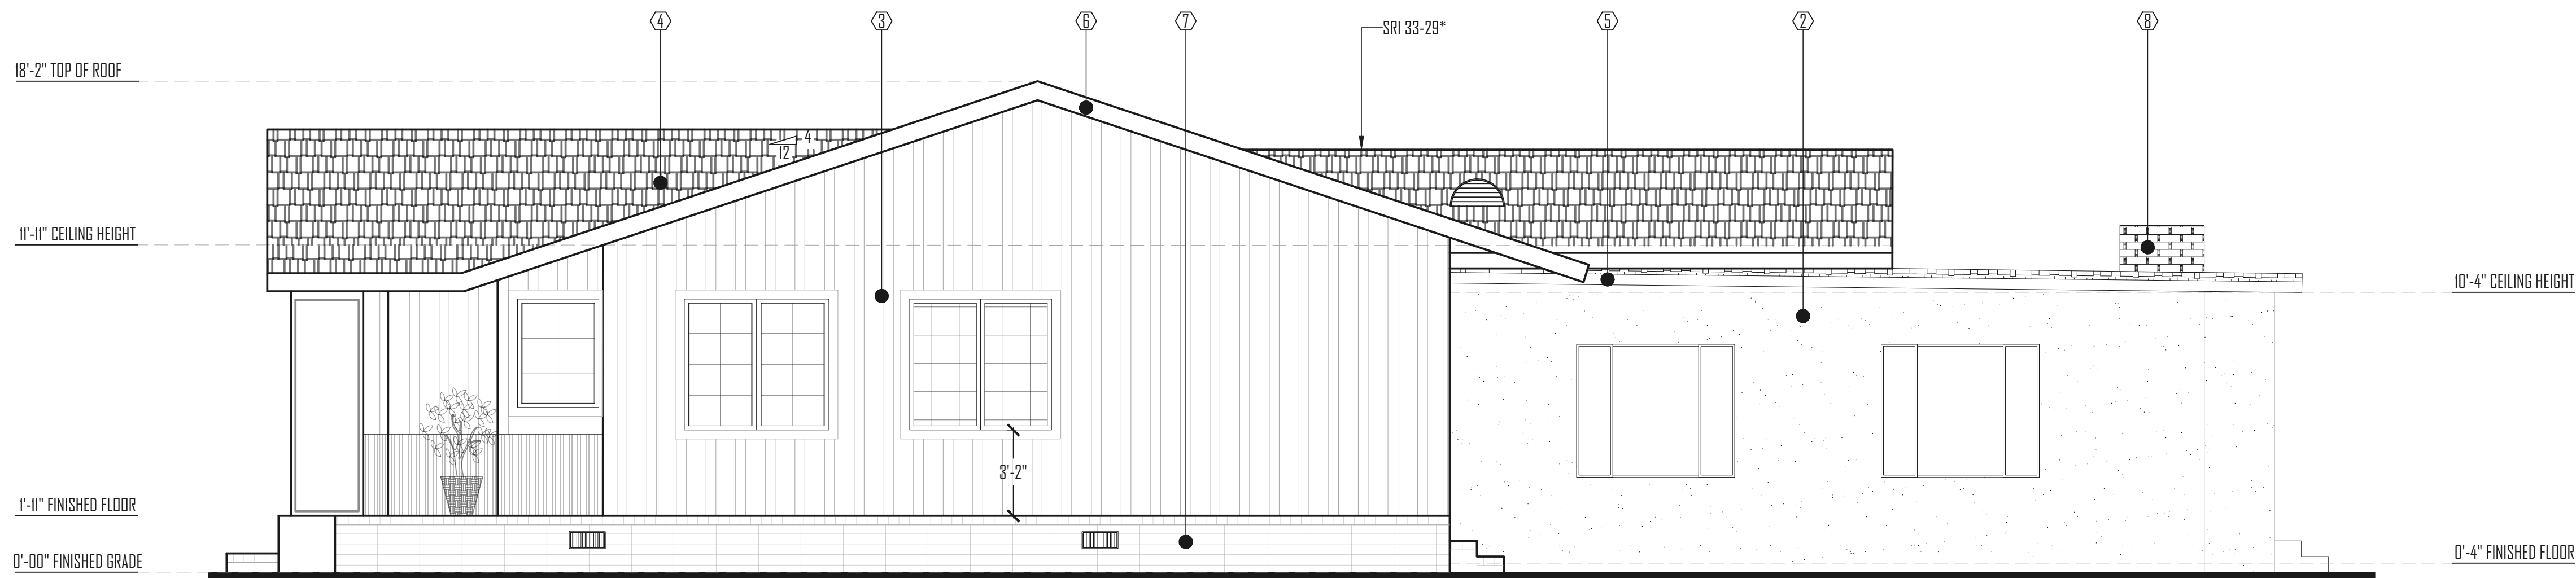 4
3
6
7
SRI 33-29*
5
2
8
18'-2" TOP OF ROOF
4
12
11'-11" CEILING HEIGHT
10'-4" CEILING HEIGHT
3'-2"
1'-11" FINISHED FLOOR
0'-00" FINISHED GRADE
0'-4" FINISHED FLOOR